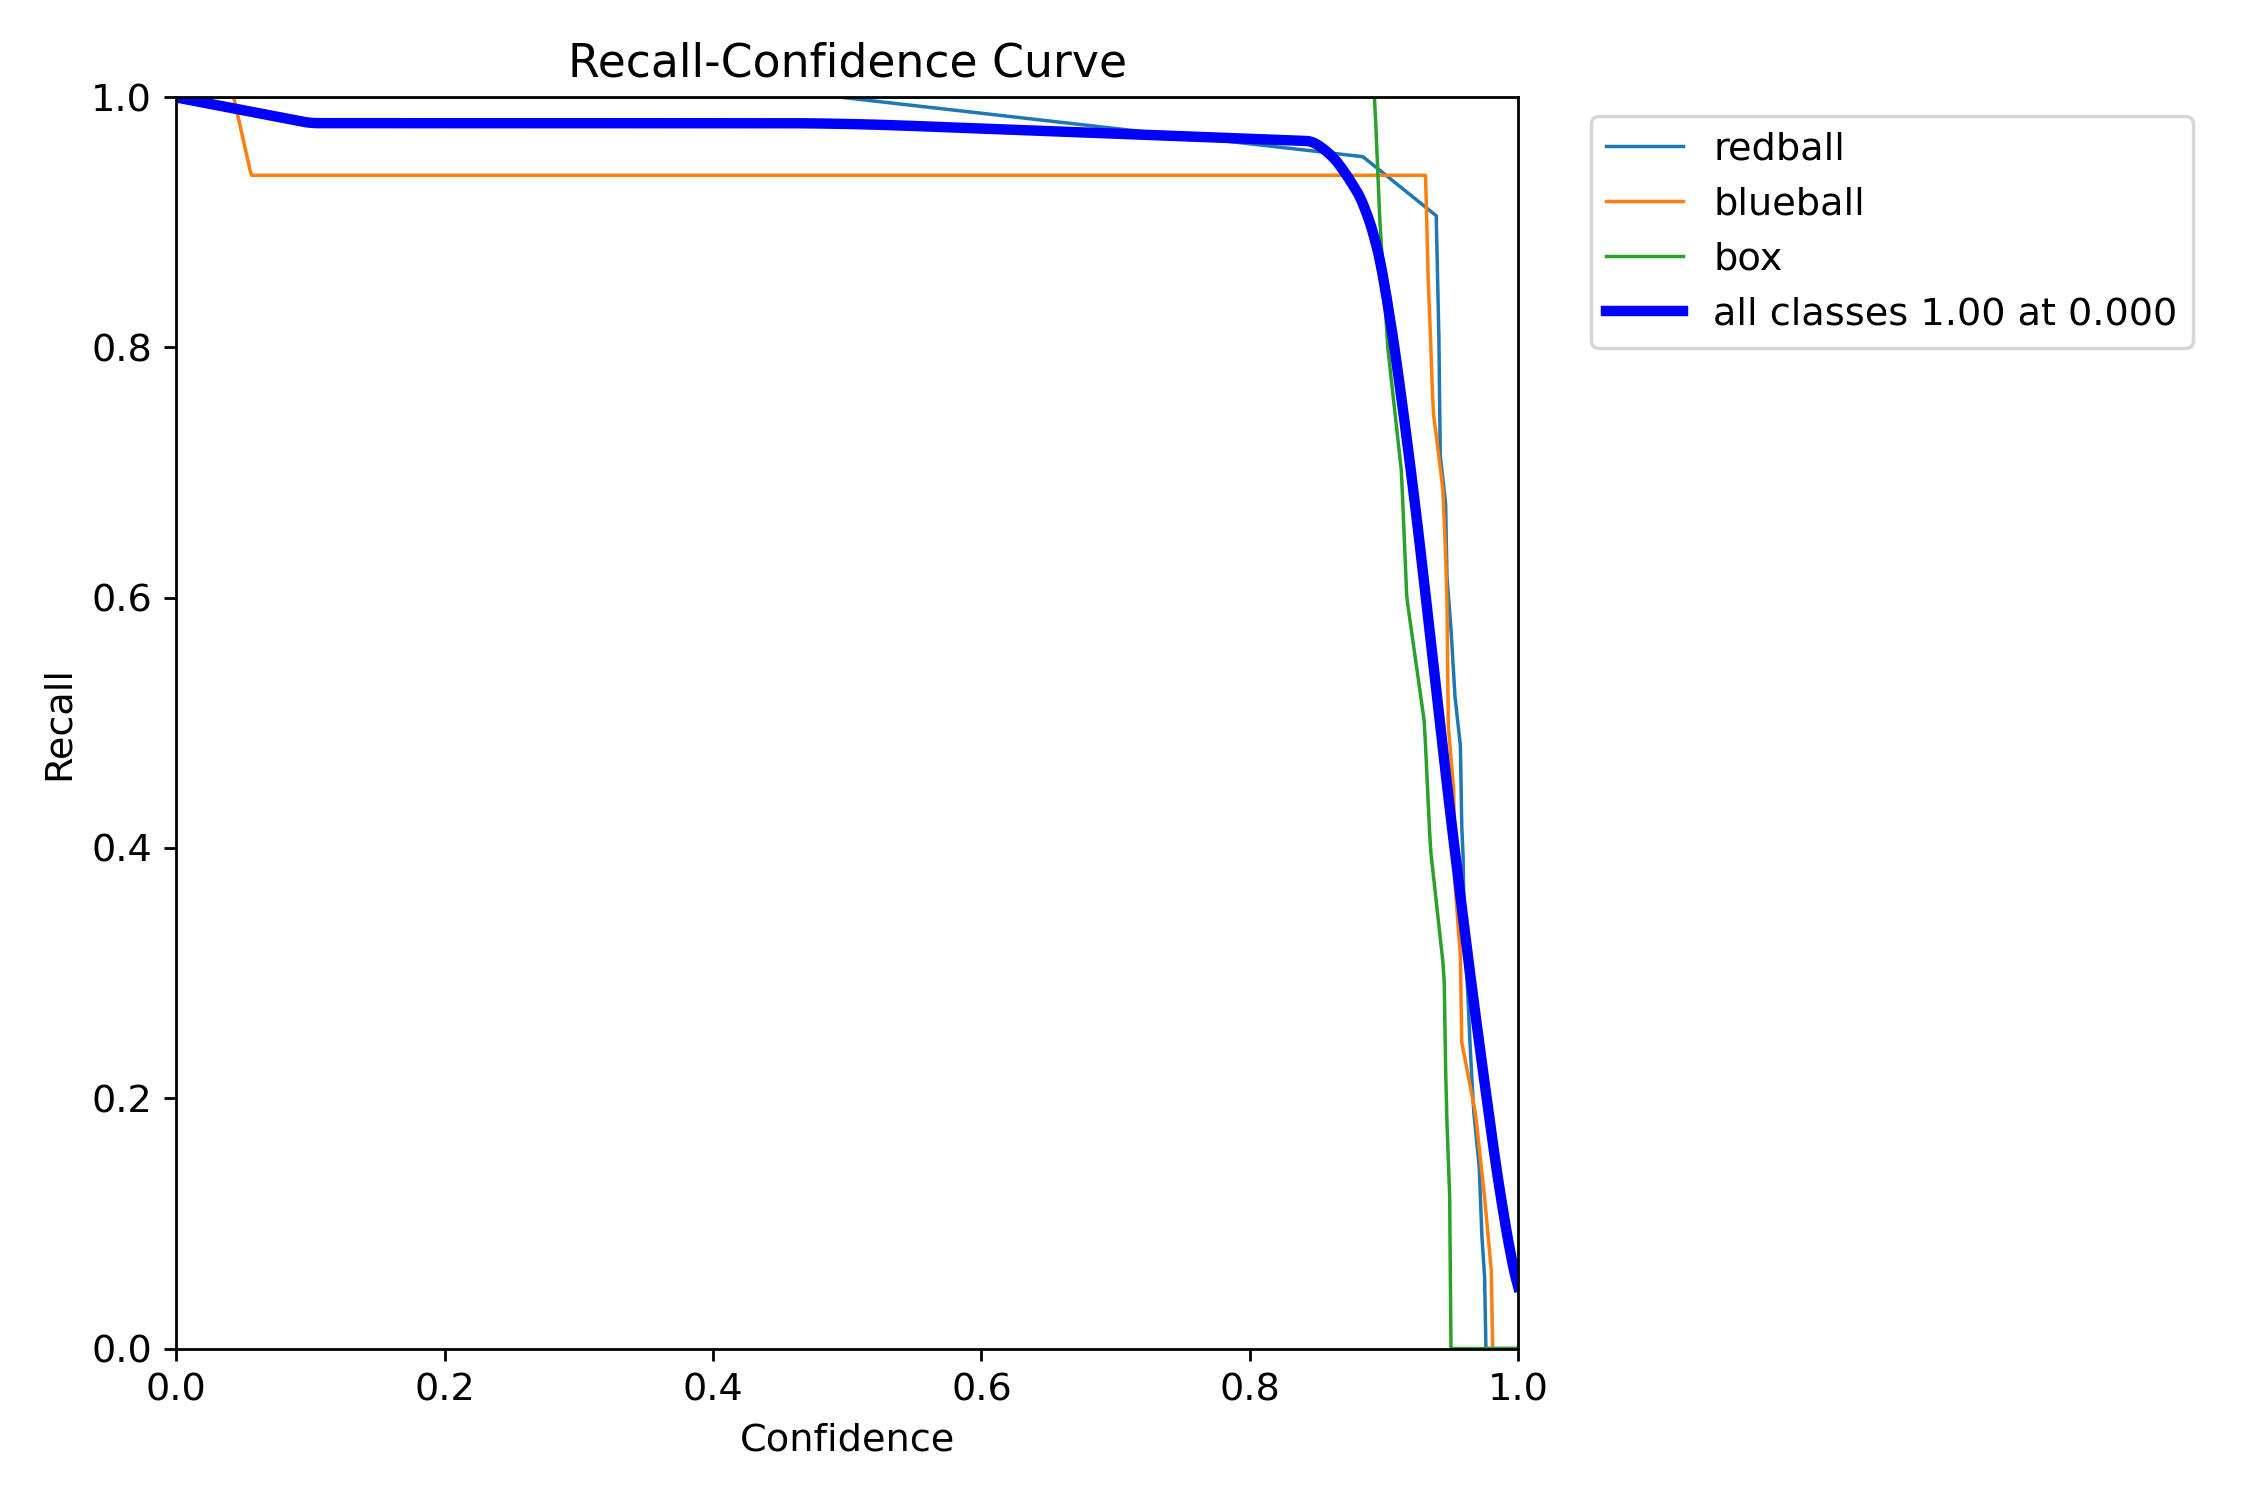 Recall-Confidence Curve
1.0
0.8
0.6
0.4
0.2
0.0
Recall
0.0 0.2 0.4 0.6 0.8 1.0
Confidence
redball
blueball
box
all classes 1.00 at 0.000